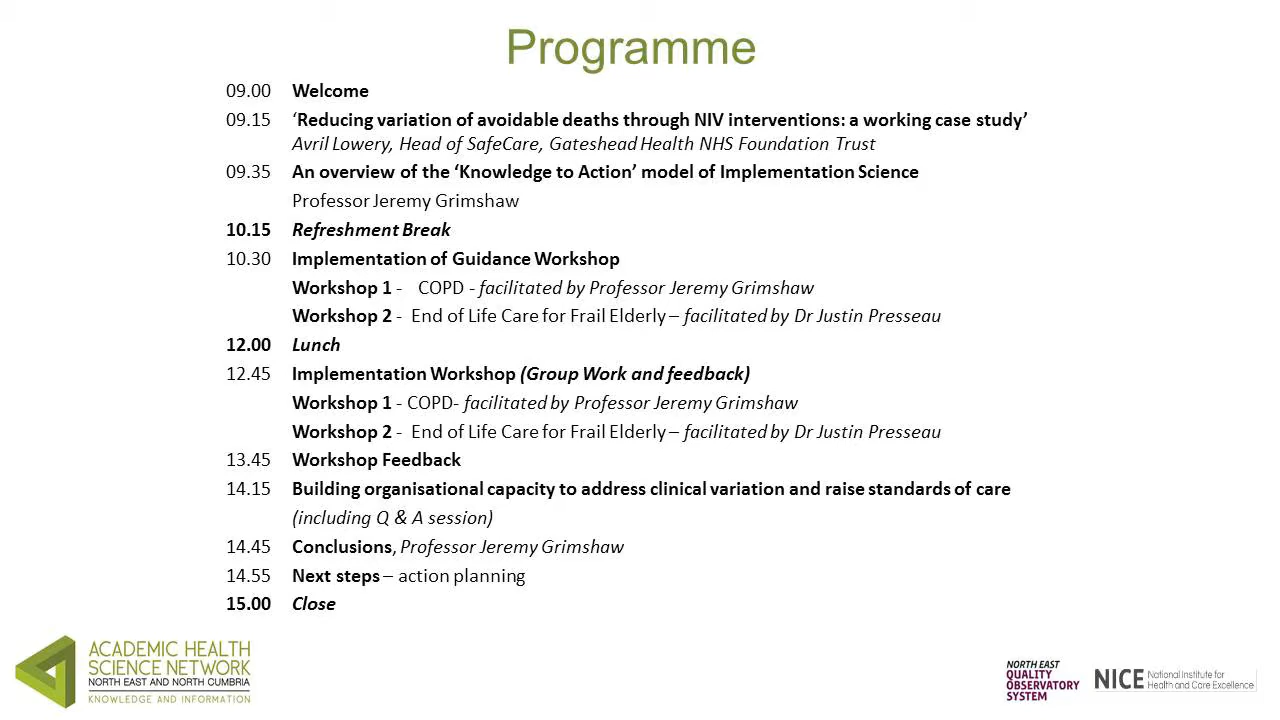 Programme
09.00 Welcome
09.15 ‘Reducing variation of avoidable deaths through NIV interventions: a working case study’
Avril Lowery, Head of SafeCare, Gateshead Health NHS Foundation Trust
09.35 An overview of the ‘Knowledge to Action’ model of Implementation Science
Professor Jeremy Grimshaw
10.15 Refreshment Break
10.30 Implementation of Guidance Workshop
Workshop 1 - COPD - facilitated by Professor Jeremy Grimshaw
Workshop 2 - End of Life Care for Frail Elderly – facilitated by Dr Justin Presseau
12.00 Lunch
12.45 Implementation Workshop (Group Work and feedback)
Workshop 1 - COPD- facilitated by Professor Jeremy Grimshaw
Workshop 2 - End of Life Care for Frail Elderly – facilitated by Dr Justin Presseau
13.45 Workshop Feedback
14.15 Building organisational capacity to address clinical variation and raise standards of care
(including Q & A session)
14.45 Conclusions, Professor Jeremy Grimshaw
14.55 Next steps – action planning
15.00 Close
ACADEMIC HEALTH
SCIENCE NETWORK
NORTH EAST AND NORTH CUMBRIA
KNOWLEDGE AND INFORMATION
NORTH EAST
QUALITY
OBSERVATORY
SYSTEM
NICE
National Institute for
Health and Care Excellence